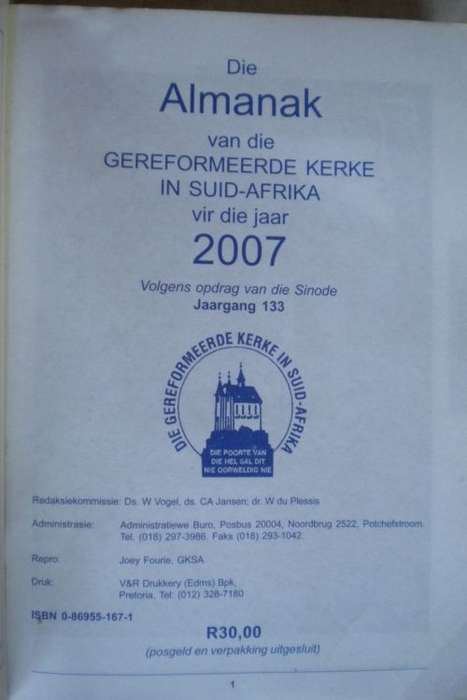 Die
Almanak
van die
GEREFORMEERDE KERKE
IN SUID-AFRIKA
vir die jaar
2007
Volgens opdrag van die Sinode
Jaargang 133
DIE GEREFORMEERDE KERKE IN SUID-AFRIKA
DIE POORTE VAN
DIE HEL GAL DIT
NIE OORWELDIG NIE
Redaksiekommissie: Ds. W Vogel, ds. CA Jansen; dr. W du Plessis
Administrasie: Administratiewe Buro, Posbus 20004, Noordbrug 2522, Potchefstroom.
Tel. (018) 297-3986. Faks (018) 293-1042.
Repro: Joey Fourie, GKSA
Druk: V&R Drukkery (Edms) Bpk,
Pretoria, Tel: (012) 328-7180
ISBN 0-86955-167-1
R30,00
(posgeld en verpakking uitgesluit)
1